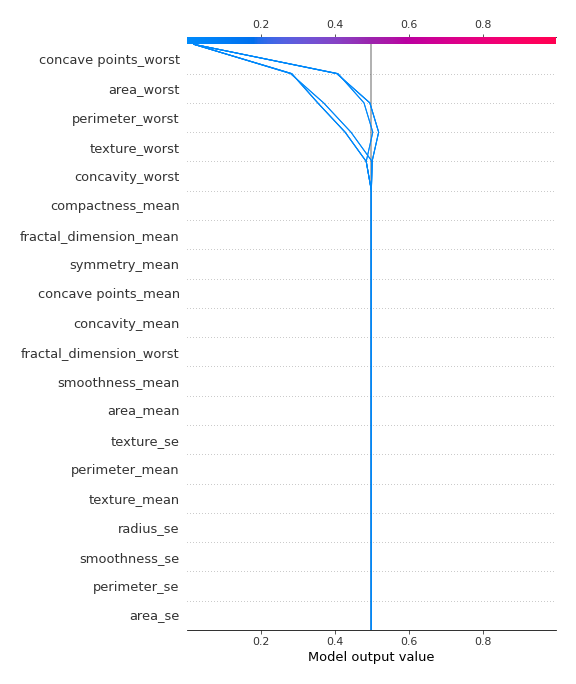 0.2 0.4 0.6 0.8
concave points_worst
area_worst
perimeter_worst
texture_worst
concavity_worst
compactness_mean
fractal_dimension_mean
symmetry_mean
concave points_mean
concavity_mean
fractal_dimension_worst
smoothness_mean
area_mean
texture_se
perimeter_mean
texture_mean
radius_se
smoothness_se
perimeter_se
area_se
0.2 0.4 0.6 0.8
Model output value